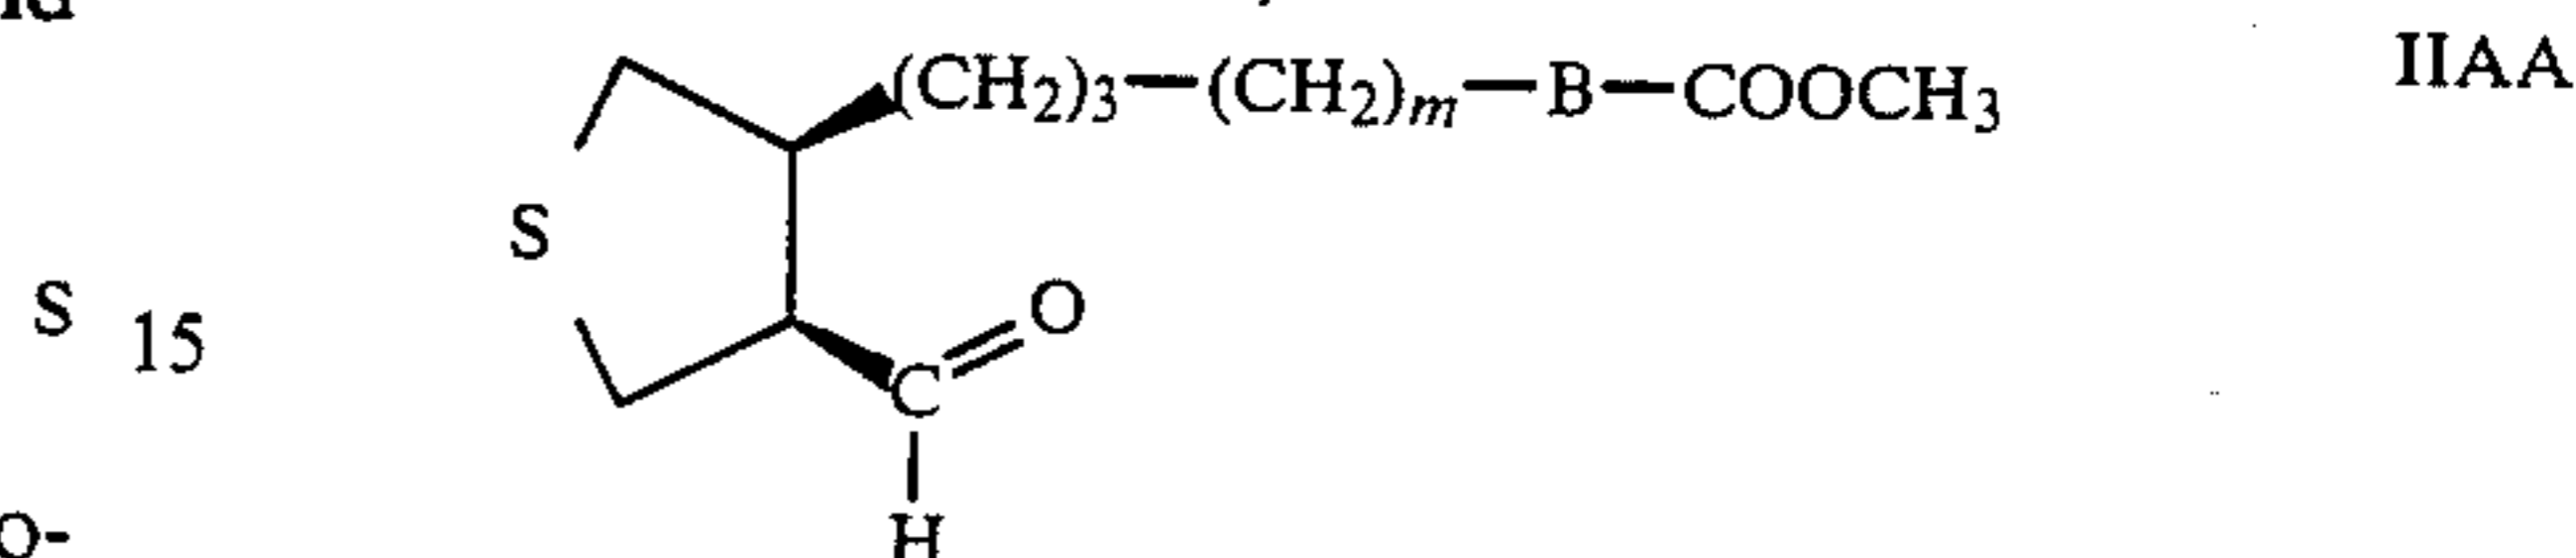 (CH₂)₃—(CH₂)ₘ—B—COOCH₃ IIAA
S
O
S 15
C
H
o-